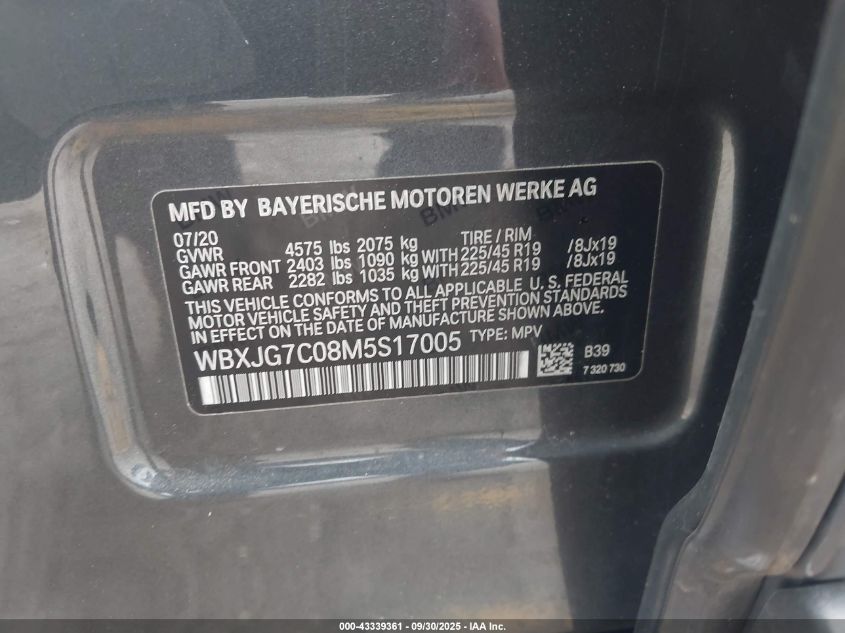 MFD BY BAYERISCHE MOTOREN WERKE AG
07/20
GVWR 4575 lbs 2075 kg TIRE / RIM
GAWR FRONT 2403 lbs 1090 kg WITH 225/45 R19 /8Jx19
GAWR REAR 2282 lbs 1035 kg WITH 225/45 R19 /8Jx19
THIS VEHICLE CONFORMS TO ALL APPLICABLE U. S. FEDERAL
MOTOR VEHICLE SAFETY AND THEFT PREVENTION STANDARDS
IN EFFECT ON THE DATE OF MANUFACTURE SHOWN ABOVE.
WBXJG7C08M5S17005 TYPE: MPV
B39
7 320 730
000-43339361 - 09/30/2025 - IAA Inc.